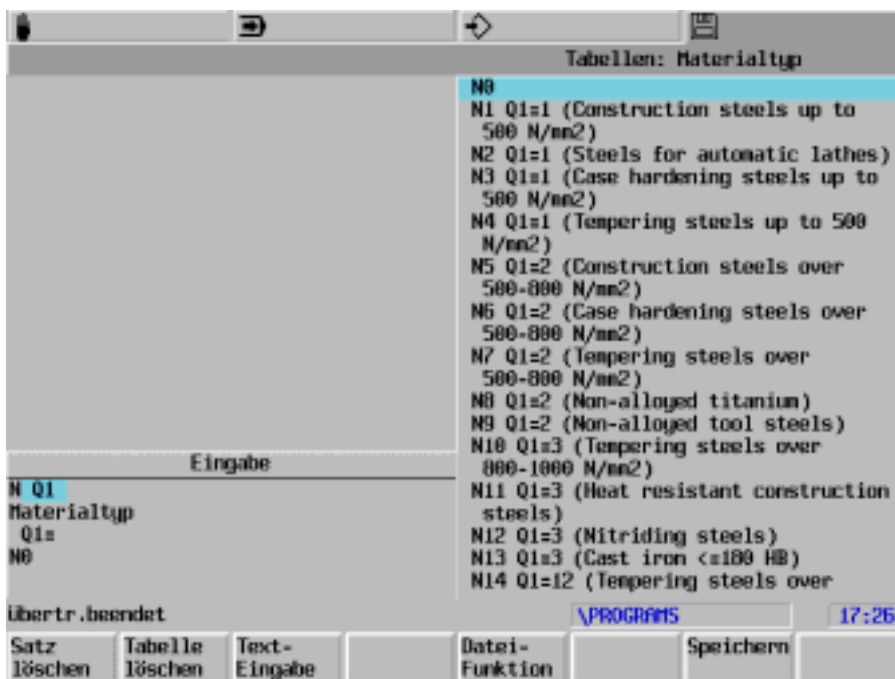 Tabellen: Materialtyp
N0
N1 Q1=1 (Construction steels up to
500 N/mm2)
N2 Q1=1 (Steels for automatic lathes)
N3 Q1=1 (Case hardening steels up to
500 N/mm2)
N4 Q1=1 (Tempering steels up to 500
N/mm2)
N5 Q1=2 (Construction steels over
500-800 N/mm2)
N6 Q1=2 (Case hardening steels over
500-800 N/mm2)
N7 Q1=2 (Tempering steels over
500-800 N/mm2)
N8 Q1=2 (Non-alloyed titanium)
N9 Q1=2 (Non-alloyed tool steels)
N10 Q1=3 (Tempering steels over
800-1000 N/mm2)
N11 Q1=3 (Heat resistant construction
steels)
N12 Q1=3 (Nitriding steels)
N13 Q1=3 (Cast iron <=180 HB)
N14 Q1=12 (Tempering steels over
Eingabe
N Q1
Materialtyp
Q1=
N0
übertr.beendet
\PROGRAMS
17:26
Satz löschen
Tabelle löschen
Text-Eingabe
Datei-Funktion
Speichern